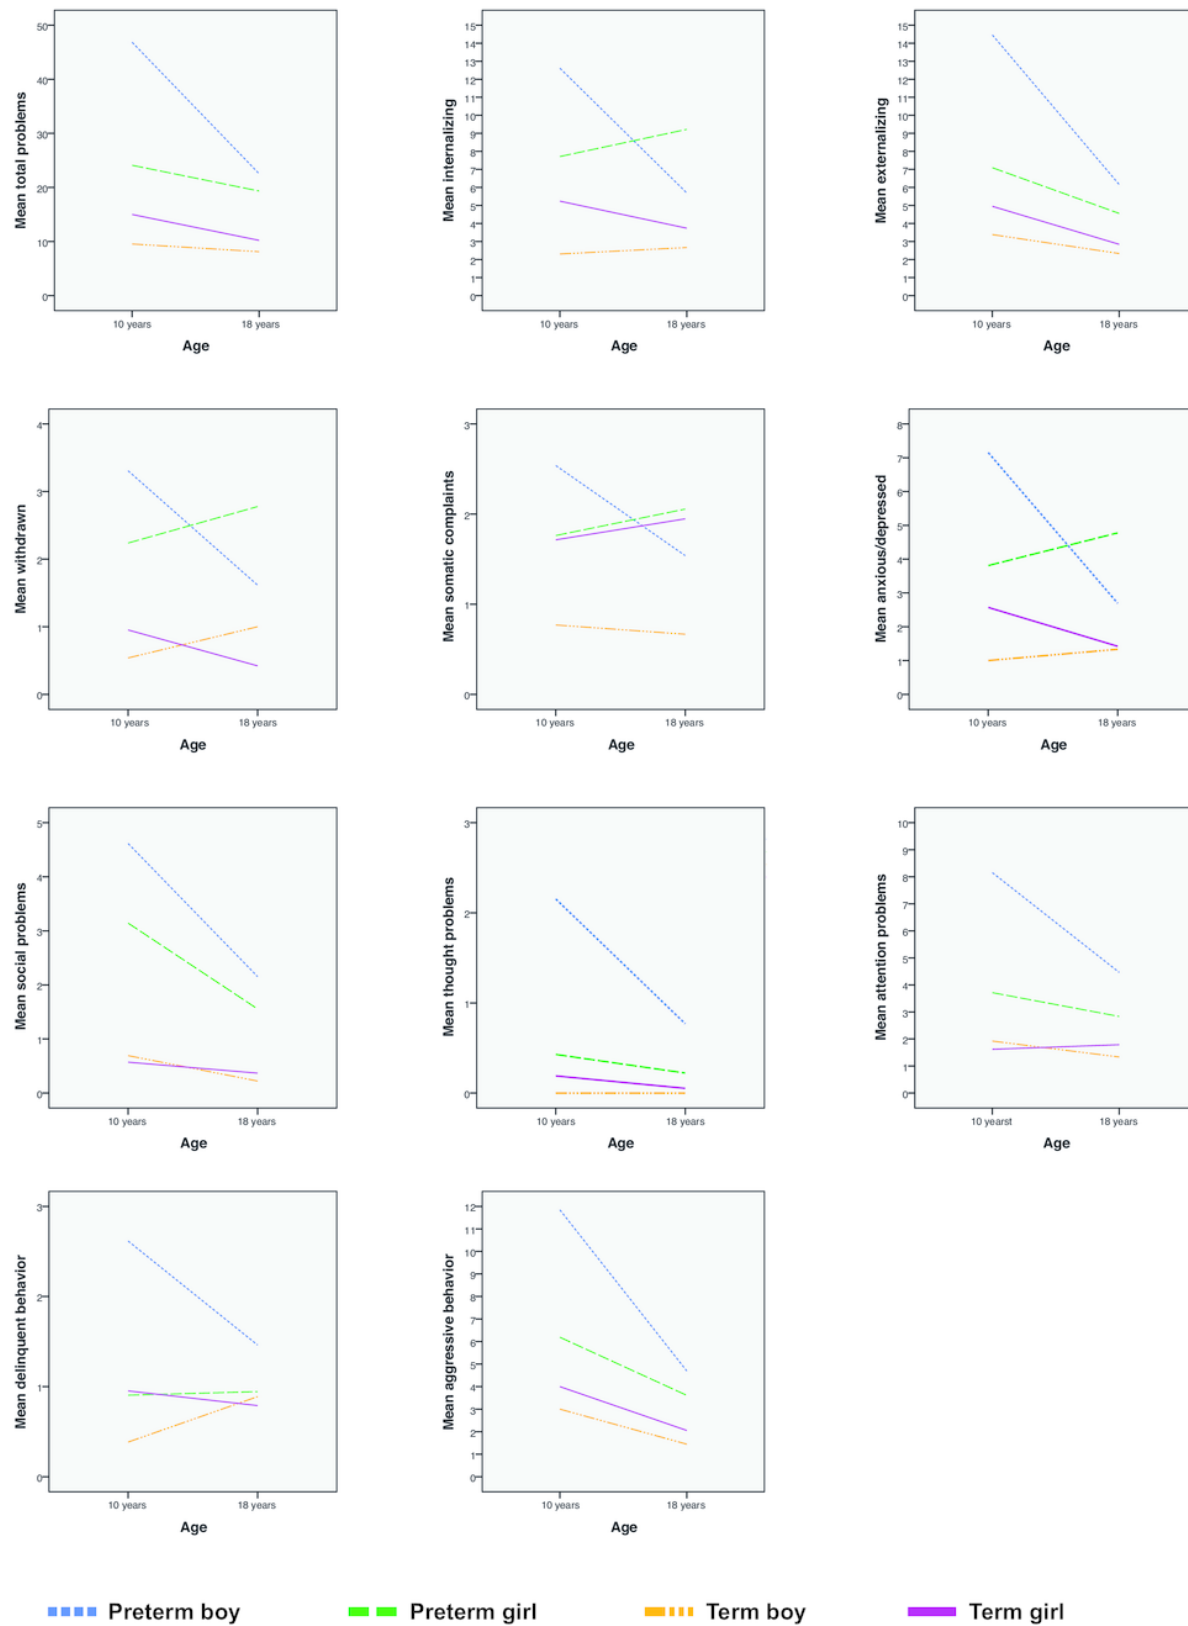 Mean total problems
50
40
30
20
10
0
10 years 18 years
Age
Mean internalizing
15
14
13
12
11
10
9
8
7
6
5
4
3
2
1
0
10 years 18 years
Age
Mean externalizing
15
14
13
12
11
10
9
8
7
6
5
4
3
2
1
0
10 years 18 years
Age
Mean withdrawn
4
3
2
1
0
10 years 18 years
Age
Mean somatic complaints
3
2
1
0
10 years 18 years
Age
Mean anxious/depressed
8
7
6
5
4
3
2
1
0
10 years 18 years
Age
Mean social problems
5
4
3
2
1
0
10 years 18 years
Age
Mean thought problems
3
2
1
0
10 years 18 years
Age
Mean attention problems
10
9
8
7
6
5
4
3
2
1
0
10 yearst 18 years
Age
Mean delinquent behavior
3
2
1
0
10 years 18 years
Age
Mean aggressive behavior
12
11
10
9
8
7
6
5
4
3
2
1
0
10 years 18 years
Age
Preterm boy Preterm girl Term boy Term girl